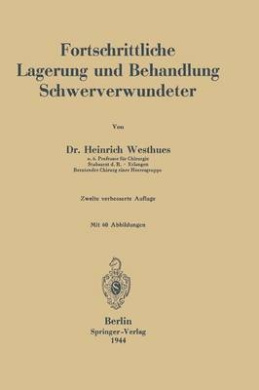 Fortschrittliche
Lagerung und Behandlung
Schwerverwundeter
Von
Dr. Heinrich Westhues
a. o. Professor für Chirurgie
Stabsarzt d. R. – Erlangen
Beratender Chirurg einer Heeresgruppe
Zweite verbesserte Auflage
Mit 60 Abbildungen
Berlin
Springer-Verlag
1944